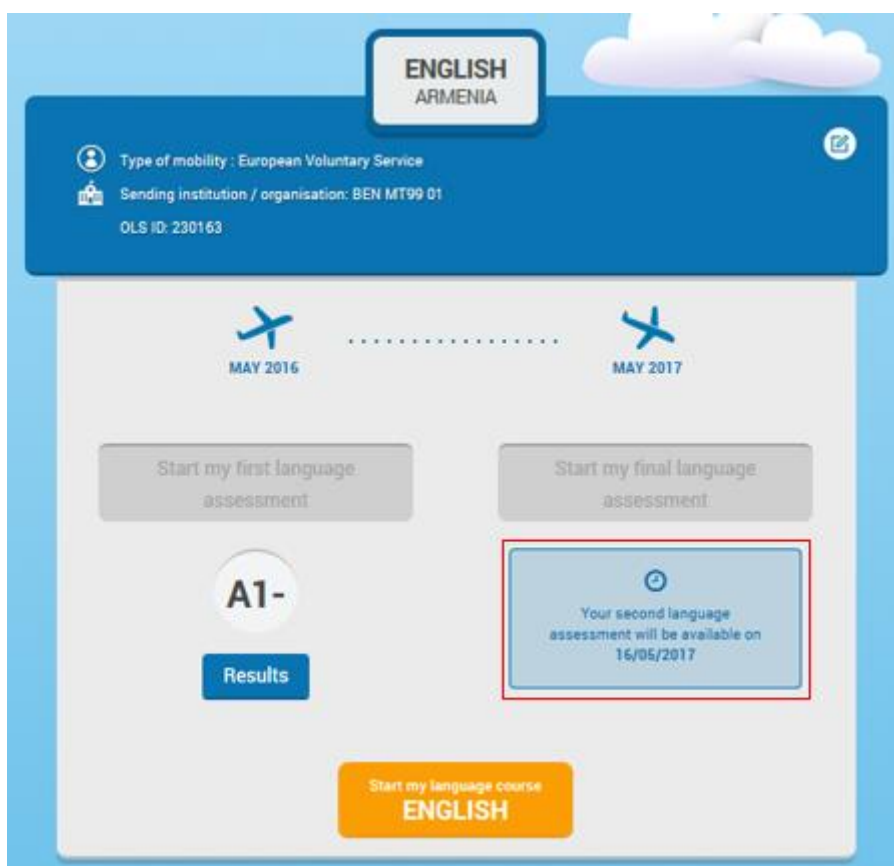 ENGLISH
ARMENIA
Type of mobility : European Voluntary Service
Sending institution / organisation: BEN MT99 01
OLS ID: 230163
MAY 2016
MAY 2017
Start my first language
assessment
Start my final language
assessment
A1-
Results
Your second language
assessment will be available on
16/05/2017
Start my language course
ENGLISH